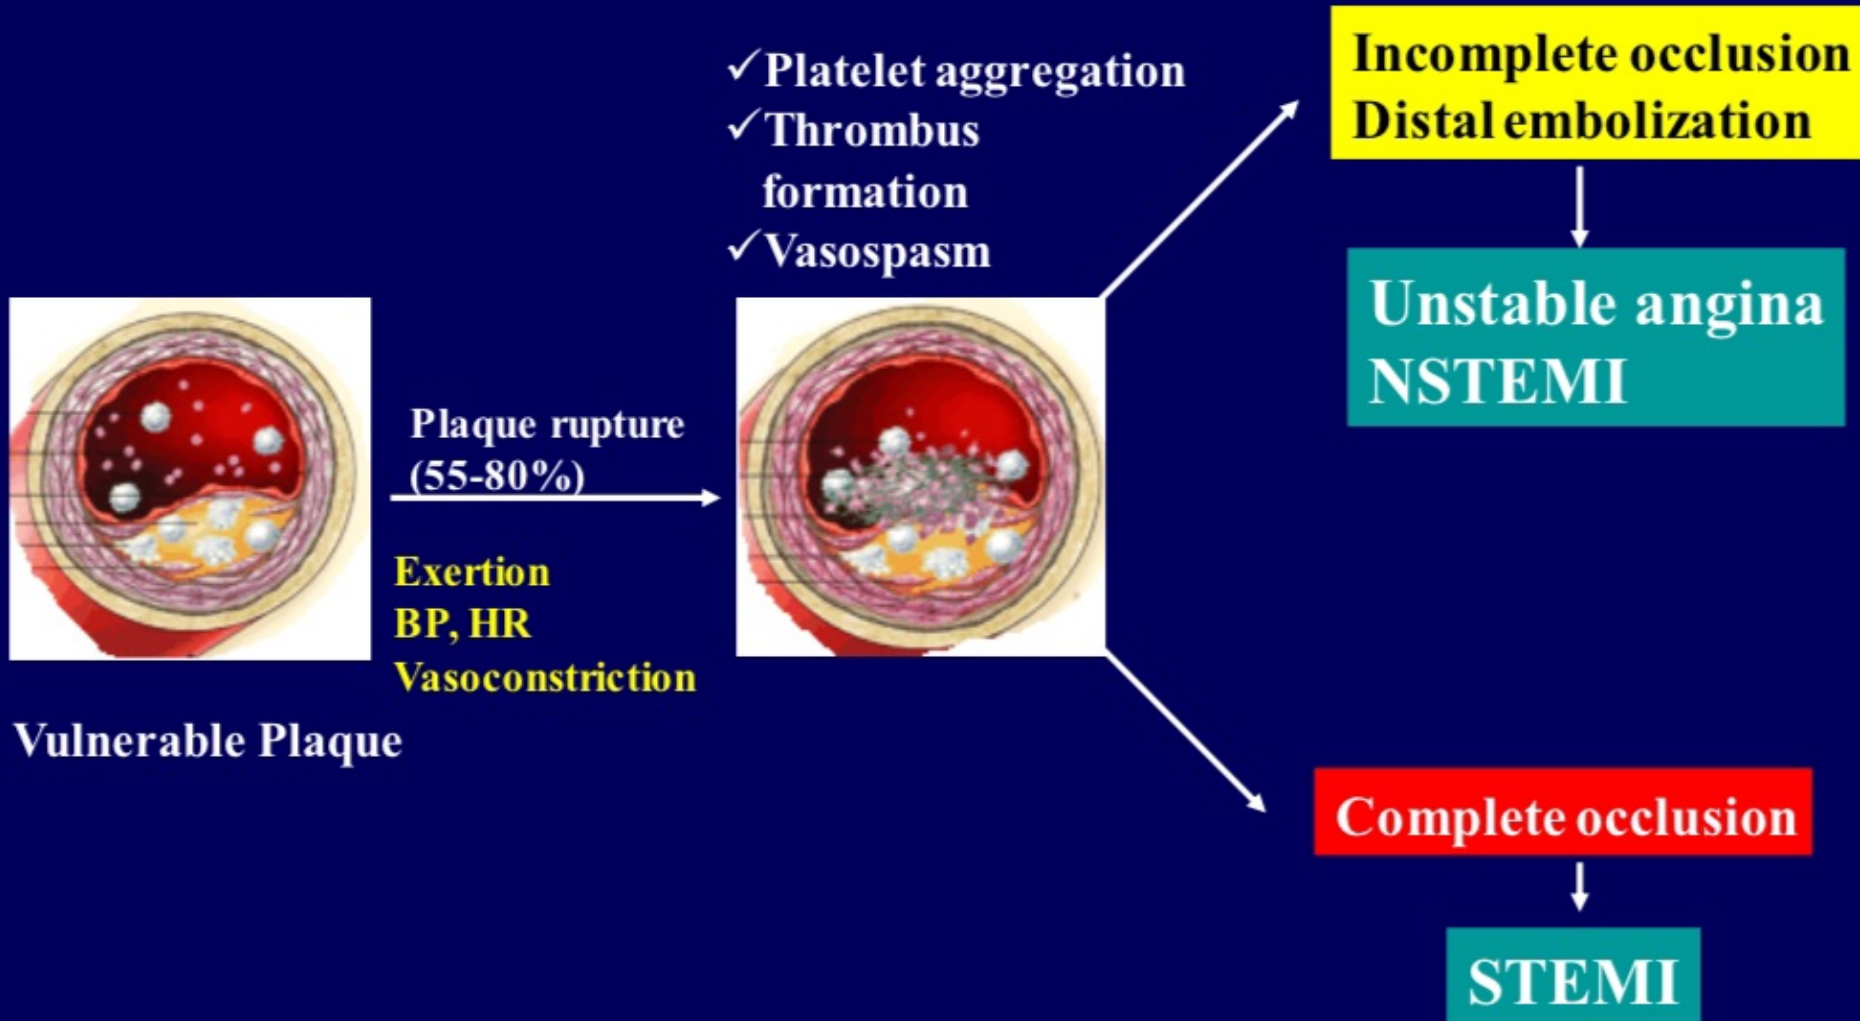 ✓Platelet aggregation
✓Thrombus
formation
✓Vasospasm
Incomplete occlusion
Distal embolization
Unstable angina
NSTEMI
Plaque rupture
(55-80%)
Exertion
BP, HR
Vasoconstriction
Vulnerable Plaque
Complete occlusion
STEMI